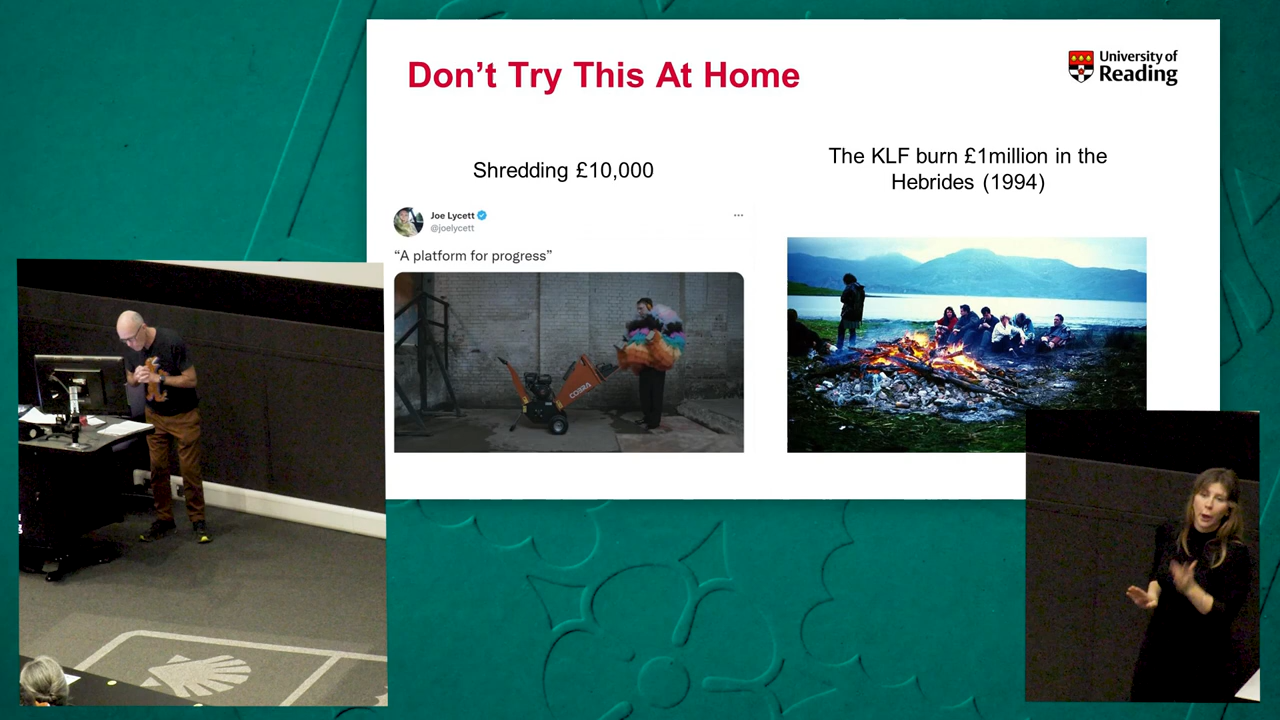 Don't Try This At Home
University of
Reading
Shredding £10,000
The KLF burn £1million in the
Hebrides (1994)
Joe Lycett
@joelycett
“A platform for progress”
COBRA